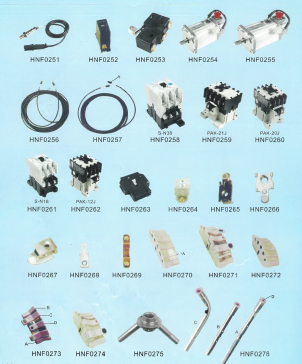 HNF0251 HNF0252 HNF0253 HNF0254 HNF0255
S-N35 PAK-21J PAK-20J
HNF0256 HNF0257 HNF0258 HNF0259 HNF0260
S-N18 PAK-12J
HNF0261 HNF0262 HNF0263 HNF0264 HNF0265 HNF0266
HNF0267 HNF0268 HNF0269 HNF0270 HNF0271 HNF0272
B
C
D
A
C
B
A
D
HNF0273 HNF0274 HNF0275 HNF0276